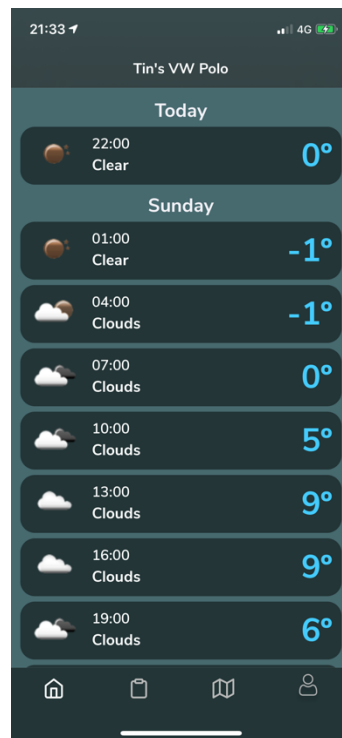 21:33
4G
Tin's VW Polo
Today
22:00
Clear
0°
Sunday
01:00
Clear
-1°
04:00
Clouds
-1°
07:00
Clouds
0°
10:00
Clouds
5°
13:00
Clouds
9°
16:00
Clouds
9°
19:00
Clouds
6°